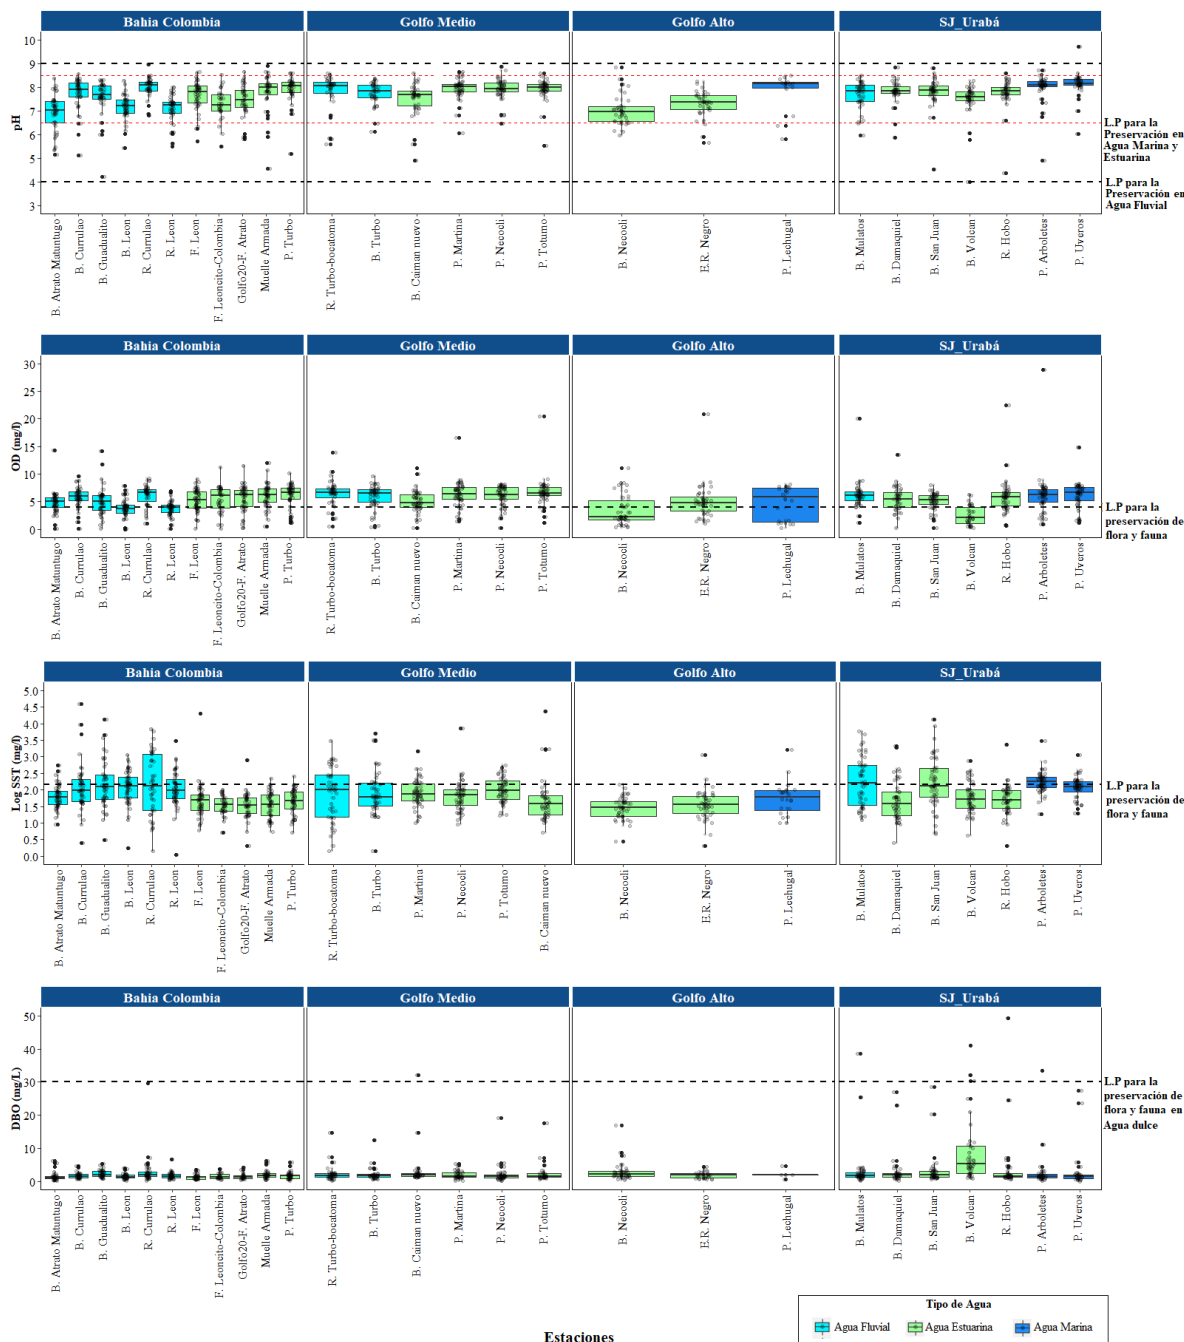 Bahia Colombia Golfo Medio Golfo Alto SJ_Urabá
pH
10
9
8
7
6
5
4
3
L.P para la
Preservación en
Agua Marina y
Estuarina
L.P para la
Preservación en
Agua Fluvial
B. Atrato Matuntugo
B. Currulao
B. Guadualito
B. Leon
R. Currulao
R. Leon
F. Leon
F. Leoncito-Colombia
Golfo20-F. Atrato
Muelle Armada
P. Turbo
R. Turbo-bocatoma
B. Turbo
B. Caiman nuevo
P. Martina
P. Necocli
P. Totumo
B. Necocli
E.R. Negro
P. Lechugal
B. Mulatos
B. Damaquiel
B. San Juan
B. Volcan
R. Hobo
P. Arboletes
P. Uveros
Bahia Colombia Golfo Medio Golfo Alto SJ_Urabá
OD (mg/l)
30
25
20
15
10
5
0
L.P para la
preservación de
flora y fauna
B. Atrato Matuntugo
B. Currulao
B. Guadualito
B. Leon
R. Currulao
R. Leon
F. Leon
F. Leoncito-Colombia
Golfo20-F. Atrato
Muelle Armada
P. Turbo
R. Turbo-bocatoma
B. Turbo
B. Caiman nuevo
P. Martina
P. Necocli
P. Totumo
B. Necocli
E.R. Negro
P. Lechugal
B. Mulatos
B. Damaquiel
B. San Juan
B. Volcan
R. Hobo
P. Arboletes
P. Uveros
Bahia Colombia Golfo Medio Golfo Alto SJ_Urabá
Log SST (mg/l)
5.0
4.5
4.0
3.5
3.0
2.5
2.0
1.5
1.0
0.5
0.0
L.P para la
preservación de
flora y fauna
B. Atrato Matuntugo
B. Currulao
B. Guadualito
B. Leon
R. Currulao
R. Leon
F. Leon
F. Leoncito-Colombia
Golfo20-F. Atrato
Muelle Armada
P. Turbo
R. Turbo-bocatoma
B. Turbo
P. Martina
P. Necocli
P. Totumo
B. Caiman nuevo
B. Necocli
E.R. Negro
P. Lechugal
B. Mulatos
B. Damaquiel
B. San Juan
B. Volcan
R. Hobo
P. Arboletes
P. Uveros
Bahia Colombia Golfo Medio Golfo Alto SJ_Urabá
DBO (mg/L)
50
40
30
20
10
0
L.P para la
preservación de
flora y fauna en
Agua dulce
B. Atrato Matuntugo
B. Currulao
B. Guadualito
B. Leon
R. Currulao
R. Leon
F. Leon
F. Leoncito-Colombia
Golfo20-F. Atrato
Muelle Armada
P. Turbo
R. Turbo-bocatoma
B. Turbo
B. Caiman nuevo
P. Martina
P. Necocli
P. Totumo
B. Necocli
E.R. Negro
P. Lechugal
B. Mulatos
B. Damaquiel
B. San Juan
B. Volcan
R. Hobo
P. Arboletes
P. Uveros
Estaciones
Tipo de Agua
Agua Fluvial Agua Estuarina Agua Marina